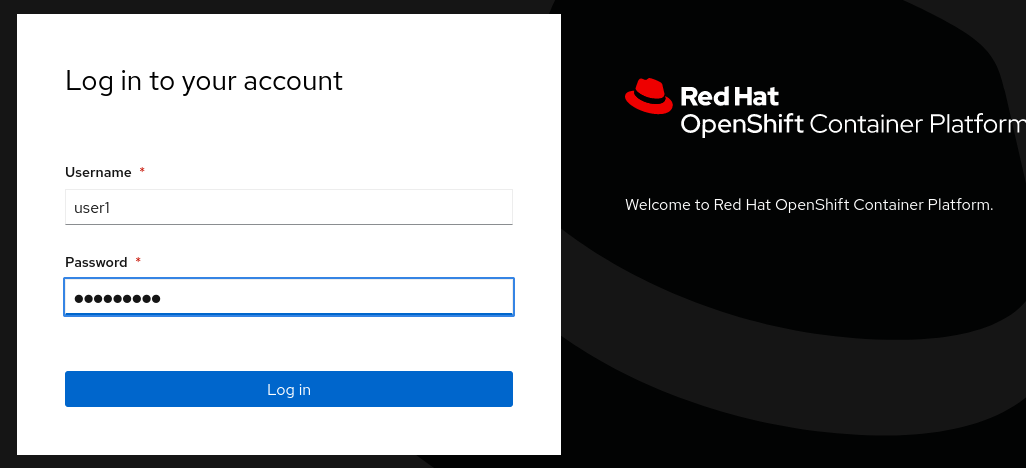 Log in to your account
Username *
user1
Password *
●●●●●●●●●
Log in
Red Hat
OpenShift Container Platform
Welcome to Red Hat OpenShift Container Platform.